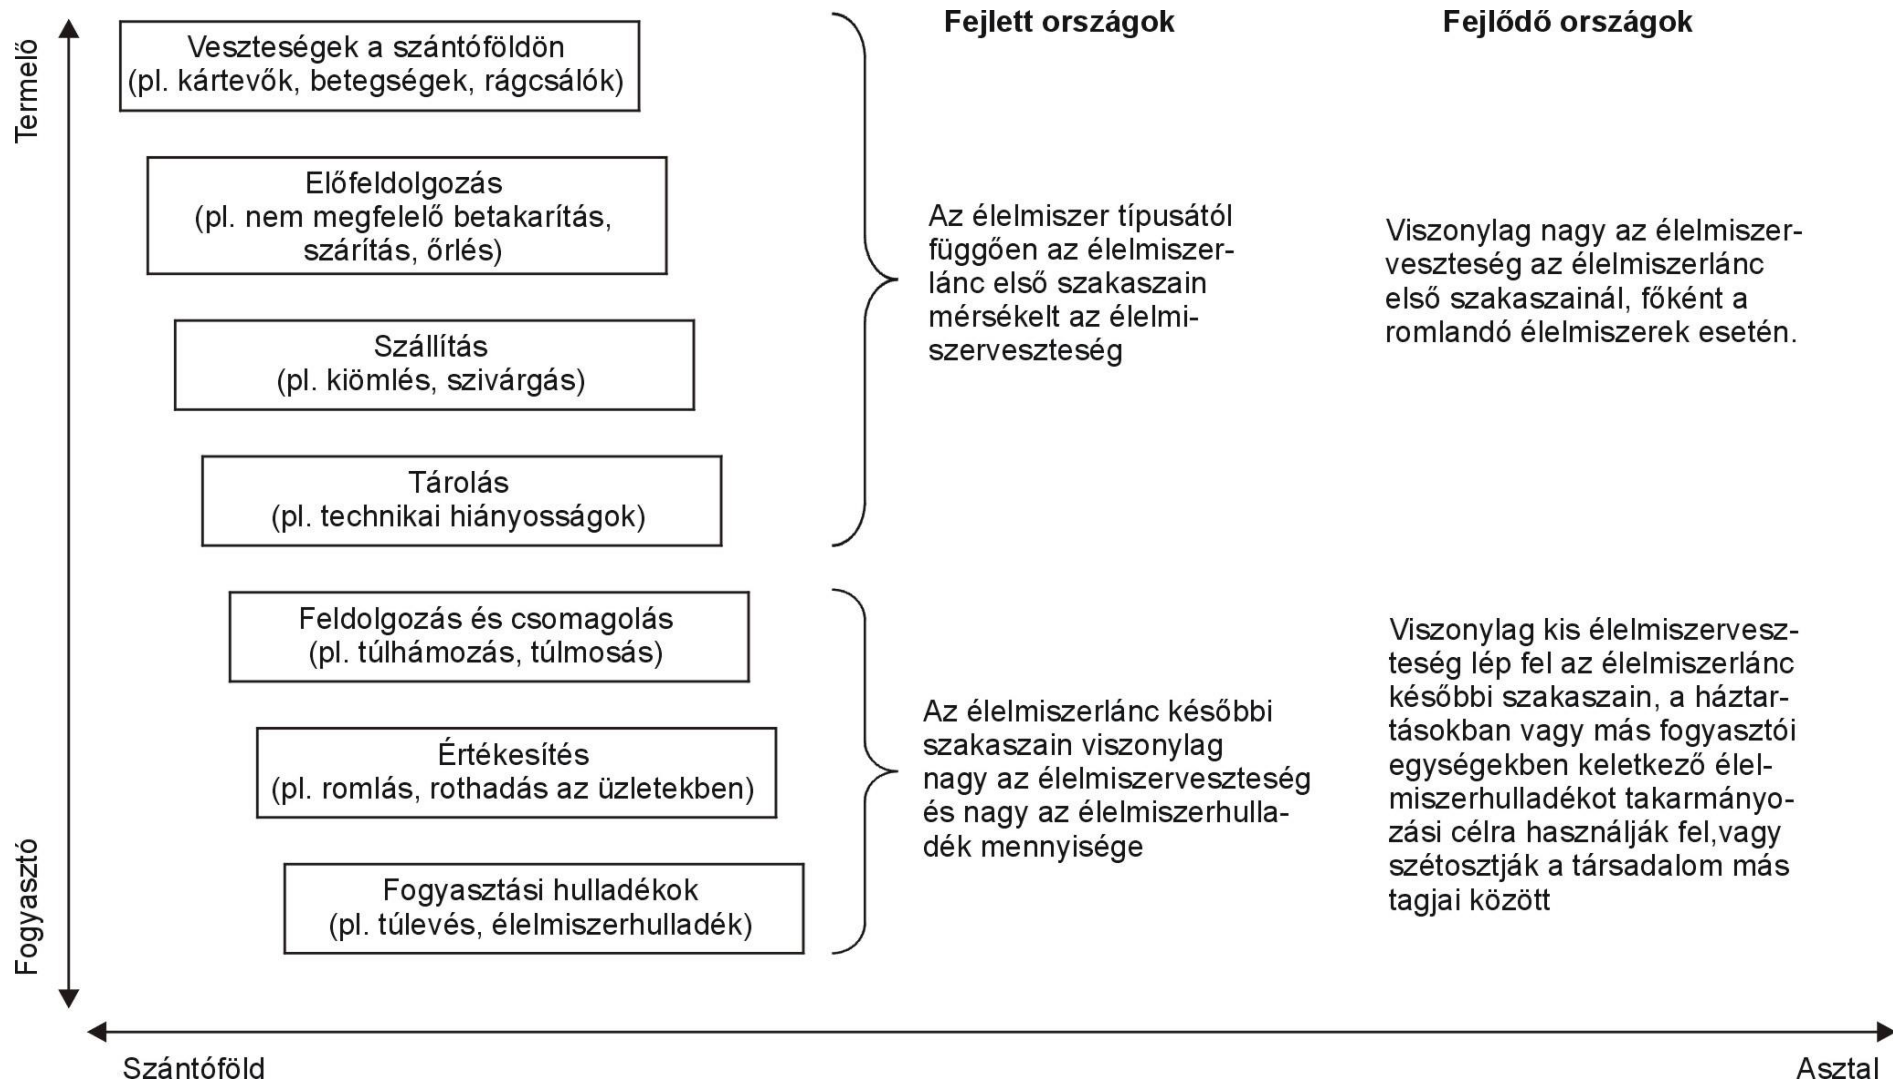 Termelő
Fogyasztó
Veszteségek a szántóföldön
(pl. kártevők, betegségek, rágcsálók)
Előfeldolgozás
(pl. nem megfelelő betakarítás,
szárítás, őrlés)
Szállítás
(pl. kiömlés, szivárgás)
Tárolás
(pl. technikai hiányosságok)
Feldolgozás és csomagolás
(pl. túlhámozás, túlmosás)
Értékesítés
(pl. romlás, rothadás az üzletekben)
Fogyasztási hulladékok
(pl. túlevés, élelmiszerhulladék)
Fejlett országok
Az élelmiszer típusától
függően az élelmiszer-
lánc első szakaszain
mérsékelt az élelmi-
szerveszteség
Az élelmiszerlánc későbbi
szakaszain viszonylag
nagy az élelmiszerveszteség
és nagy az élelmiszerhulla-
dék mennyisége
Fejlődő országok
Viszonylag nagy az élelmiszer-
veszteség az élelmiszerlánc
első szakaszainál, főként a
romlandó élelmiszerek esetén.
Viszonylag kis élelmiszervesz-
teség lép fel az élelmiszerlánc
későbbi szakaszain, a háztar-
tásokban vagy más fogyasztói
egységekben keletkező élel-
miszerhulladékot takarmányo-
zási célra használják fel,vagy
szétosztják a társadalom más
tagjai között
Szántóföld
Asztal